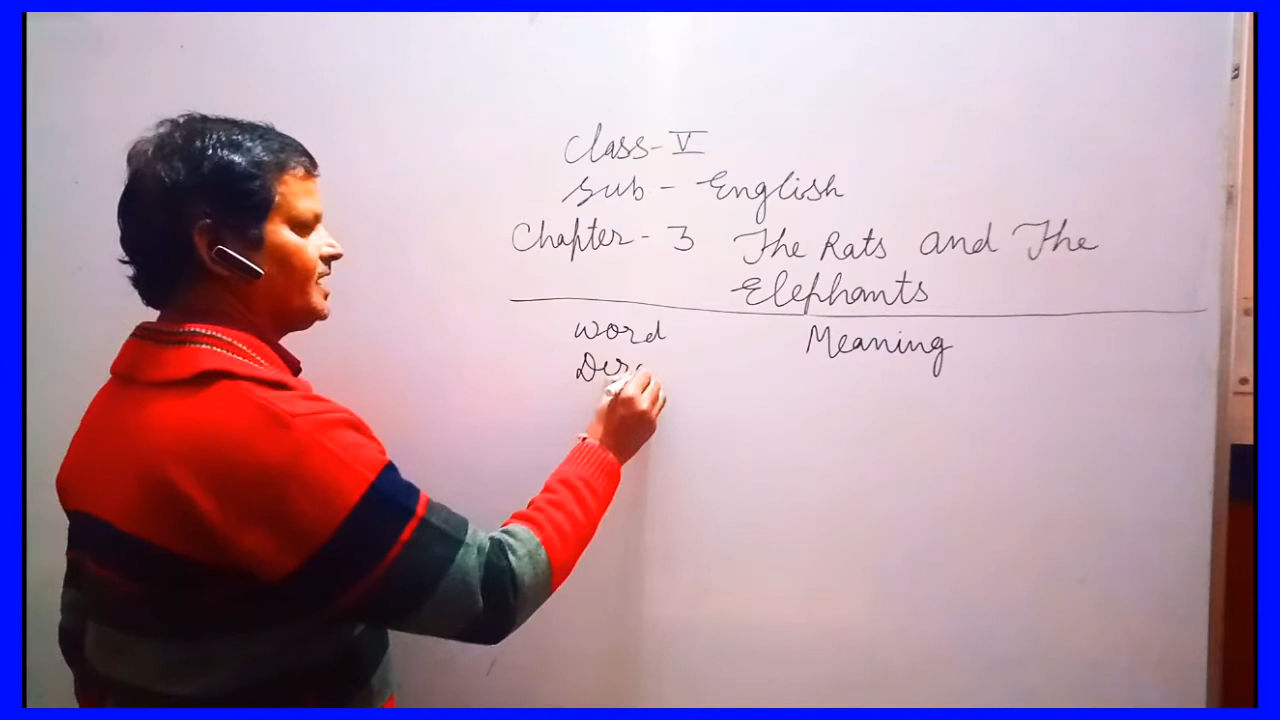 Class-V
Sub - English
Chapter - 3 The Rats and The
Elephants
Word Meaning